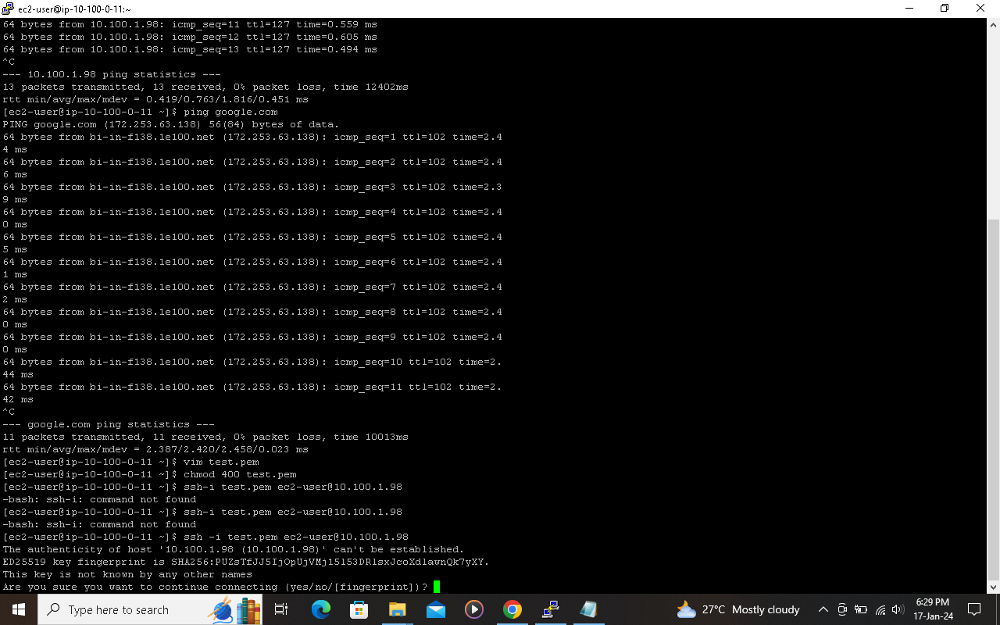 ec2-user@ip-10-100-0-11:~
64 bytes from 10.100.1.98: icmp_seq=11 ttl=127 time=0.559 ms
64 bytes from 10.100.1.98: icmp_seq=12 ttl=127 time=0.605 ms
64 bytes from 10.100.1.98: icmp_seq=13 ttl=127 time=0.494 ms
^C
--- 10.100.1.98 ping statistics ---
13 packets transmitted, 13 received, 0% packet loss, time 12402ms
rtt min/avg/max/mdev = 0.419/0.763/1.816/0.451 ms
[ec2-user@ip-10-100-0-11 ~]$ ping google.com
PING google.com (172.253.63.138) 56(84) bytes of data.
64 bytes from bi-in-f138.1e100.net (172.253.63.138): icmp_seq=1 ttl=102 time=2.4
4 ms
64 bytes from bi-in-f138.1e100.net (172.253.63.138): icmp_seq=2 ttl=102 time=2.4
6 ms
64 bytes from bi-in-f138.1e100.net (172.253.63.138): icmp_seq=3 ttl=102 time=2.3
9 ms
64 bytes from bi-in-f138.1e100.net (172.253.63.138): icmp_seq=4 ttl=102 time=2.4
0 ms
64 bytes from bi-in-f138.1e100.net (172.253.63.138): icmp_seq=5 ttl=102 time=2.4
5 ms
64 bytes from bi-in-f138.1e100.net (172.253.63.138): icmp_seq=6 ttl=102 time=2.4
1 ms
64 bytes from bi-in-f138.1e100.net (172.253.63.138): icmp_seq=7 ttl=102 time=2.4
2 ms
64 bytes from bi-in-f138.1e100.net (172.253.63.138): icmp_seq=8 ttl=102 time=2.4
0 ms
64 bytes from bi-in-f138.1e100.net (172.253.63.138): icmp_seq=9 ttl=102 time=2.4
0 ms
64 bytes from bi-in-f138.1e100.net (172.253.63.138): icmp_seq=10 ttl=102 time=2.
44 ms
64 bytes from bi-in-f138.1e100.net (172.253.63.138): icmp_seq=11 ttl=102 time=2.
42 ms
^C
--- google.com ping statistics ---
11 packets transmitted, 11 received, 0% packet loss, time 10013ms
rtt min/avg/max/mdev = 2.387/2.420/2.458/0.023 ms
[ec2-user@ip-10-100-0-11 ~]$ vim test.pem
[ec2-user@ip-10-100-0-11 ~]$ chmod 400 test.pem
[ec2-user@ip-10-100-0-11 ~]$ ssh-i test.pem ec2-user@10.100.1.98
-bash: ssh-i: command not found
[ec2-user@ip-10-100-0-11 ~]$ ssh-i test.pem ec2-user@10.100.1.98
-bash: ssh-i: command not found
[ec2-user@ip-10-100-0-11 ~]$ ssh -i test.pem ec2-user@10.100.1.98
The authenticity of host '10.100.1.98 (10.100.1.98)' can't be established.
ED25519 key fingerprint is SHA256:PUZsTfJJ5IjOpUjVMj15l53DRlsxJcoXdlawnQk7yXY.
This key is not known by any other names
Are you sure you want to continue connecting (yes/no/[fingerprint])?
Type here to search
27°C Mostly cloudy
6:29 PM
17-Jan-24